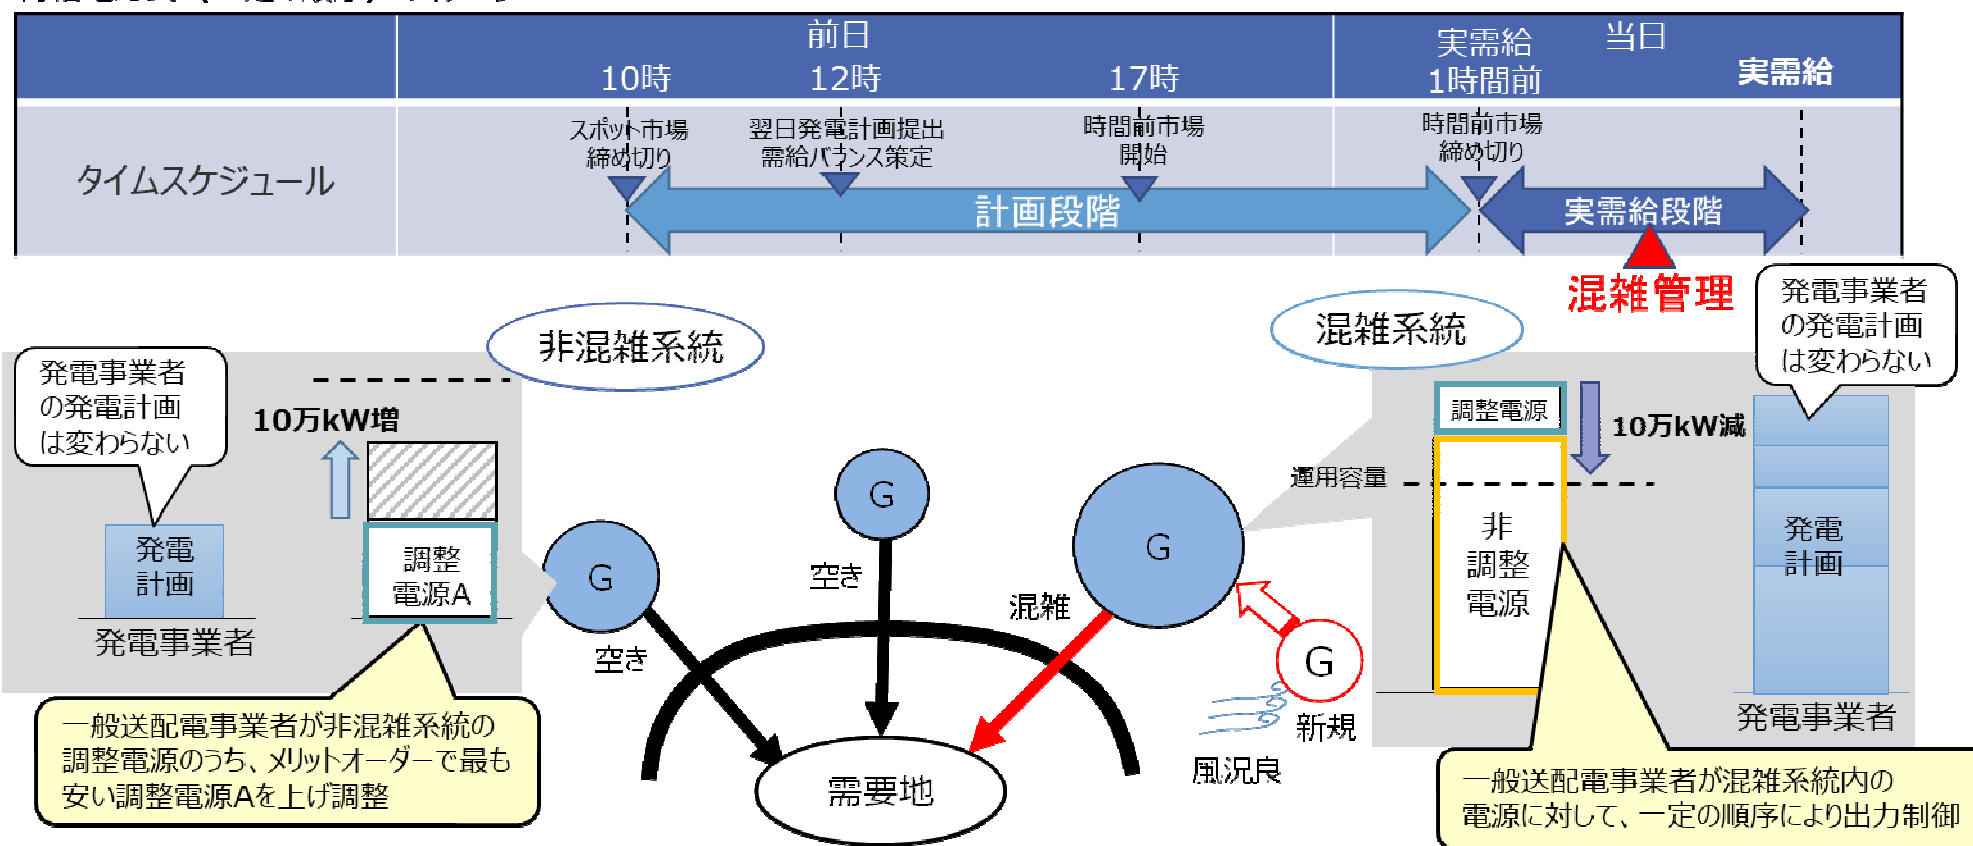 前日
当日
10時
12時
17時
実需給
1時間前
実需給
タイムスケジュール
スポット市場
締め切り
翌日発電計画提出
需給バランス策定
時間前市場
開始
時間前市場
締め切り
計画段階
実需給段階
混雑管理
非混雑系統
混雑系統
発電事業者
の発電計画
は変わらない
10万kW増
発電
計画
発電事業者
調整
電源A
一般送配電事業者が非混雑系統の
調整電源のうち、メリットオーダーで最も
安い調整電源Aを上げ調整
G
空き
G
空き
G
混雑
G
新規
風況良
需要地
発電事業者
の発電計画
は変わらない
調整電源
10万kW減
運用容量
非
調整
電源
発電
計画
発電事業者
一般送配電事業者が混雑系統内の
電源に対して、一定の順序により出力制御